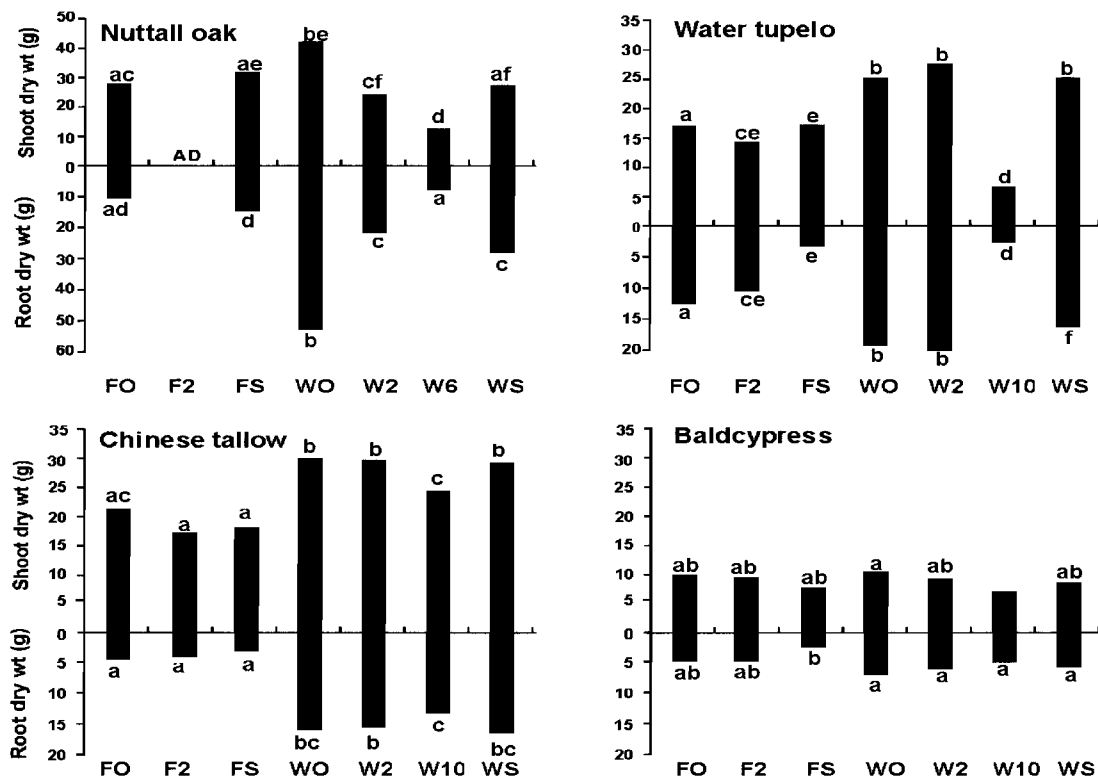 Nuttall oak
Shoot dry wt (g)
Root dry wt (g)
50
40
30
20
10
0
10
20
30
40
50
60
ac
AD
ae
be
cf
d
af
ad
d
b
c
a
c
FO F2 FS WO W2 W6 WS
Water tupelo
35
30
25
20
15
10
5
0
5
10
15
20
a
ce
e
b
b
d
b
a
ce
e
b
b
d
f
FO F2 FS WO W2 W10 WS
Chinese tallow
Shoot dry wt (g)
Root dry wt (g)
35
30
25
20
15
10
5
0
5
10
15
20
ac
a
a
b
b
c
b
a
a
a
bc
b
c
bc
FO F2 FS WO W2 W10 WS
Baldcypress
35
30
25
20
15
10
5
0
5
10
15
20
ab
ab
ab
a
ab
ab
ab
ab
b
a
a
a
a
FO F2 FS WO W2 W10 WS